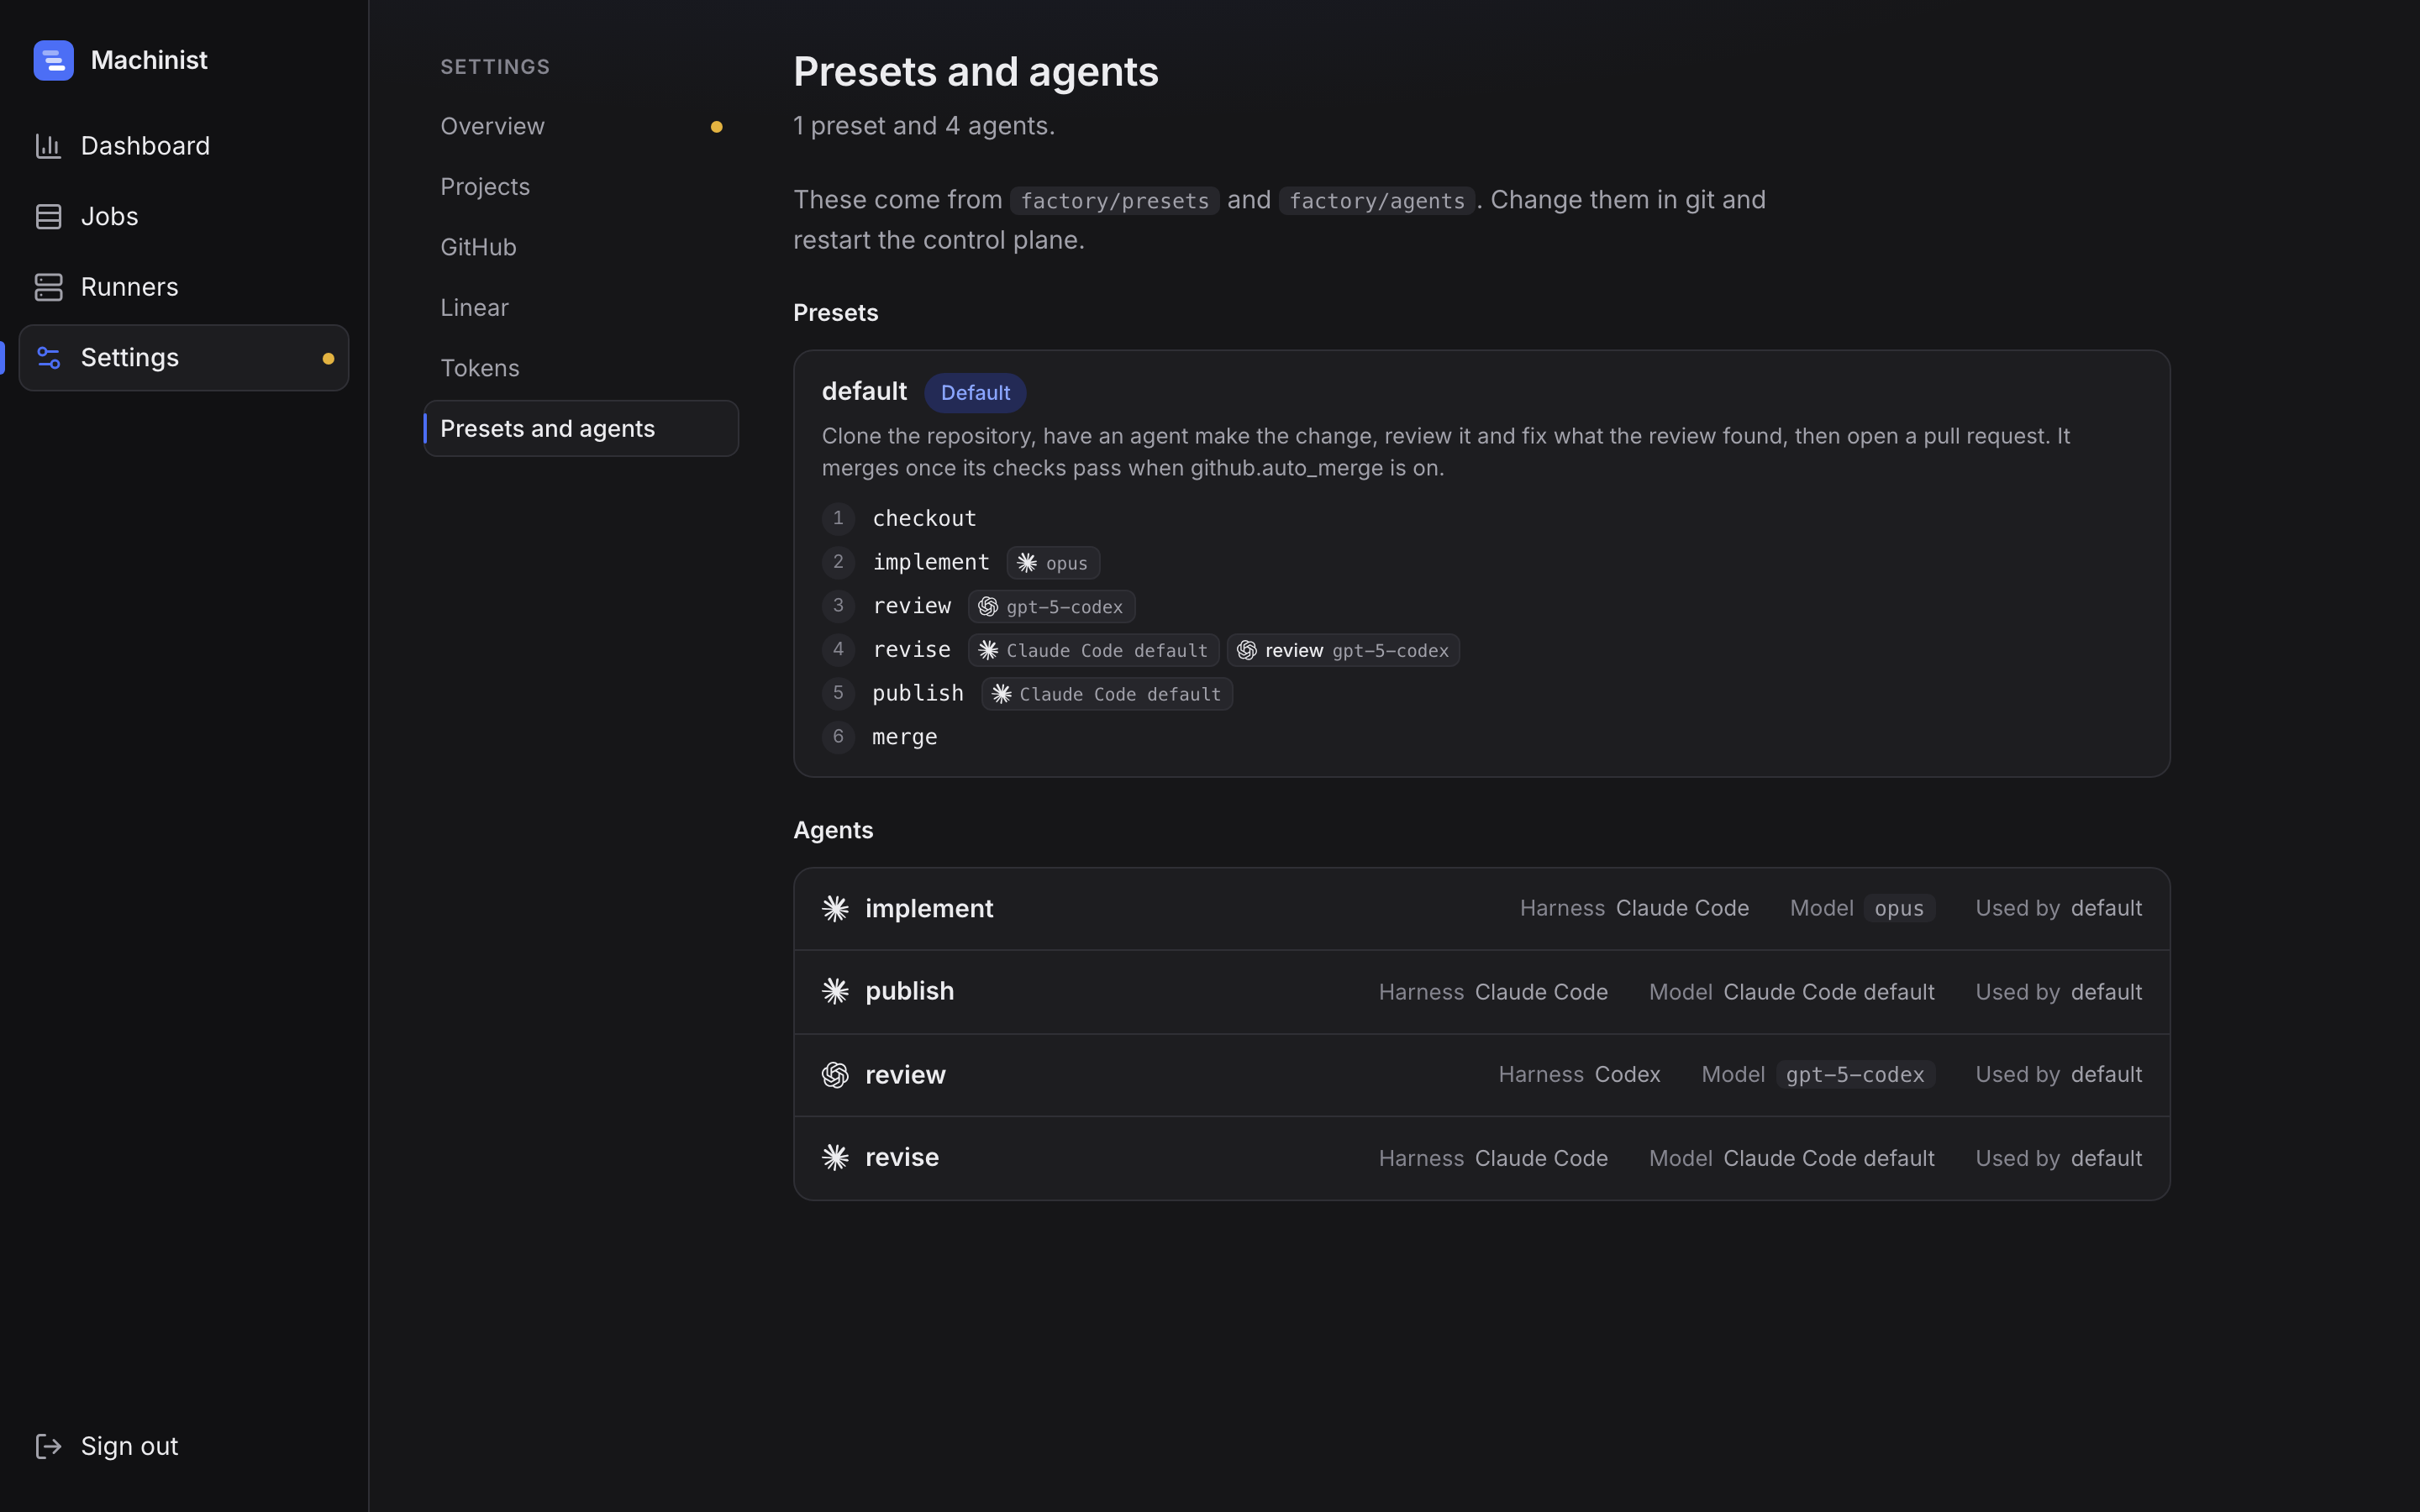 Machinist
Dashboard
Jobs
Runners
Settings
Sign out
SETTINGS
Overview
Projects
GitHub
Linear
Tokens
Presets and agents
Presets and agents
1 preset and 4 agents.
These come from factory/presets and factory/agents. Change them in git and
restart the control plane.
Presets
default Default
Clone the repository, have an agent make the change, review it and fix what the review found, then open a pull request. It
merges once its checks pass when github.auto_merge is on.
1 checkout
2 implement opus
3 review gpt-5-codex
4 revise Claude Code default review gpt-5-codex
5 publish Claude Code default
6 merge
Agents
implement Harness Claude Code Model opus Used by default
publish Harness Claude Code Model Claude Code default Used by default
review Harness Codex Model gpt-5-codex Used by default
revise Harness Claude Code Model Claude Code default Used by default